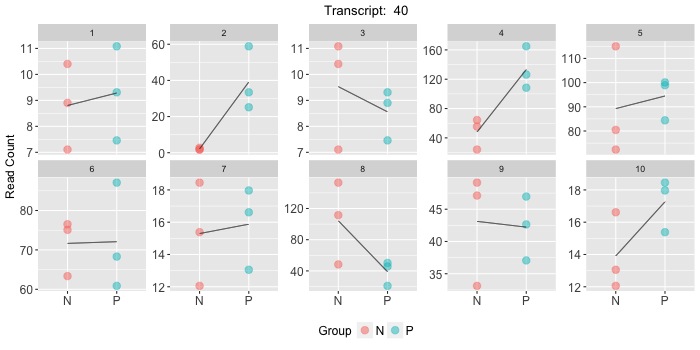 Transcript: 40
1 2 3 4 5
11 60 11 160 110
10 40 10 120 100
9 20 9 80 90
8 0 8 40 80
7 7
Read Count
6 7 8 9 10
80 18 120 45 18
70 16 80 40 16
60 14 40 35 14
12 12
N P N P N P N P N P
Group N P